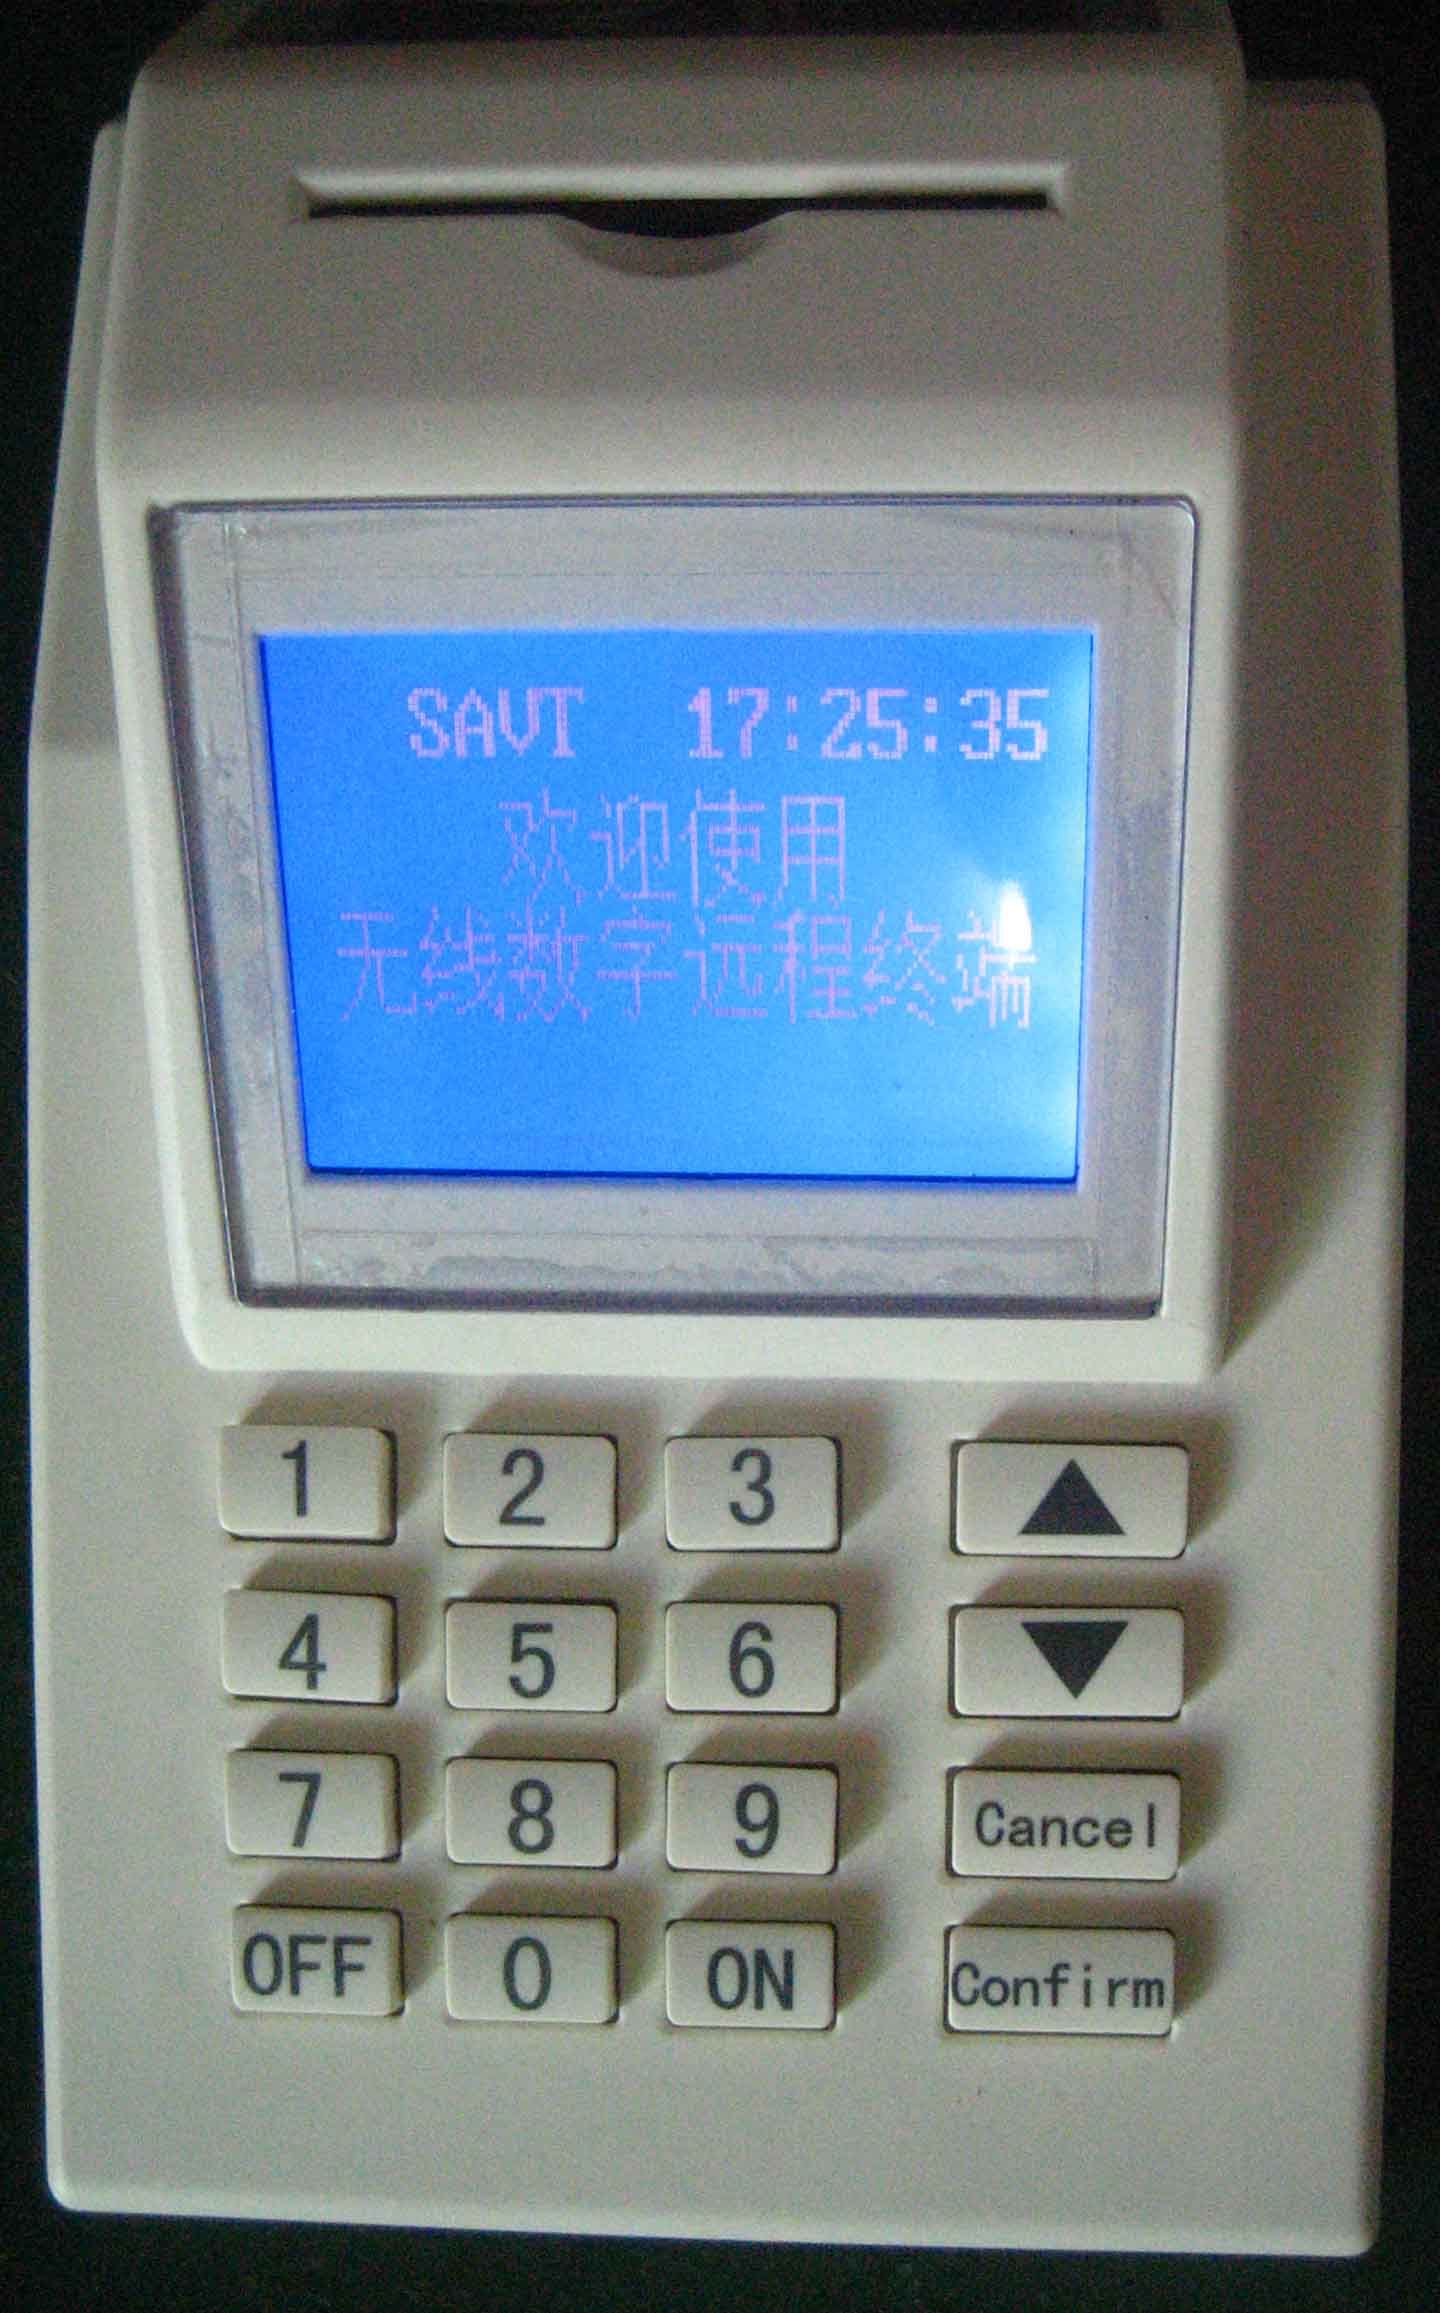 SAVT 17:25:35
欢迎使用
无线数字远程终端
1 2 3 ▲
4 5 6 ▼
7 8 9 Cancel
OFF 0 ON Confirm